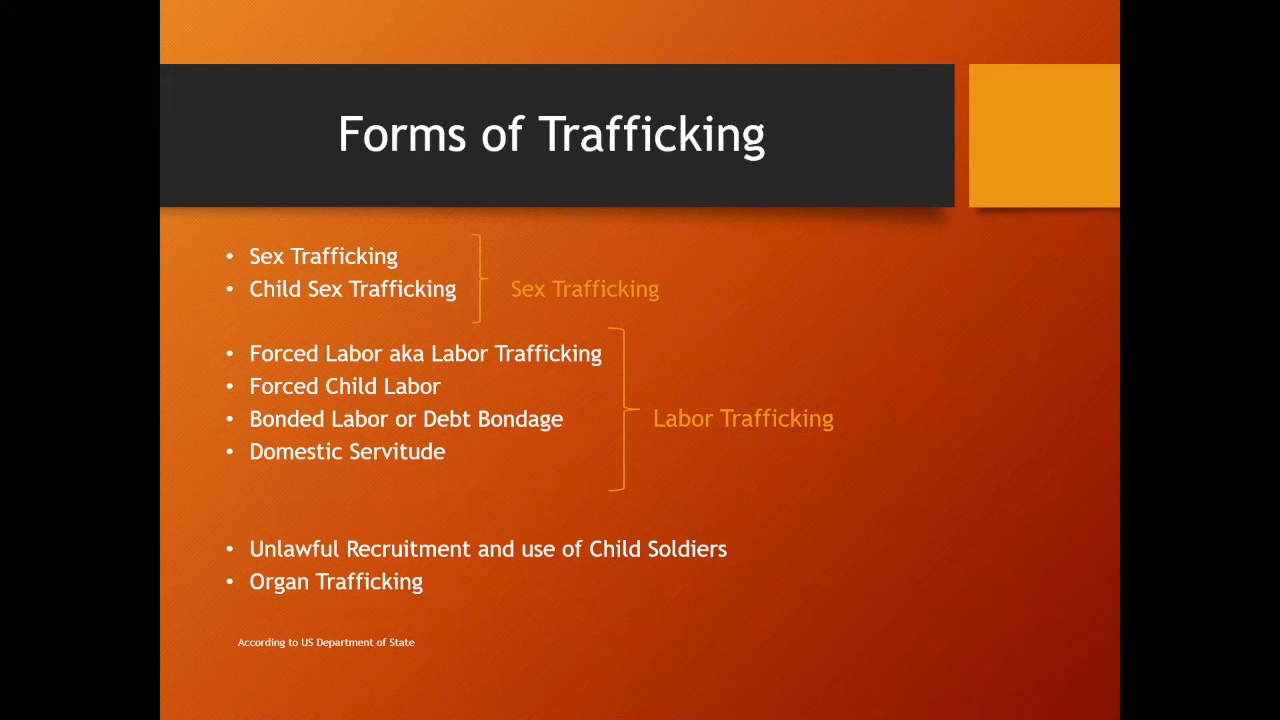 Forms of Trafficking
• Sex Trafficking
• Child Sex Trafficking
Sex Trafficking
• Forced Labor aka Labor Trafficking
• Forced Child Labor
• Bonded Labor or Debt Bondage
• Domestic Servitude
Labor Trafficking
• Unlawful Recruitment and use of Child Soldiers
• Organ Trafficking
According to US Department of State